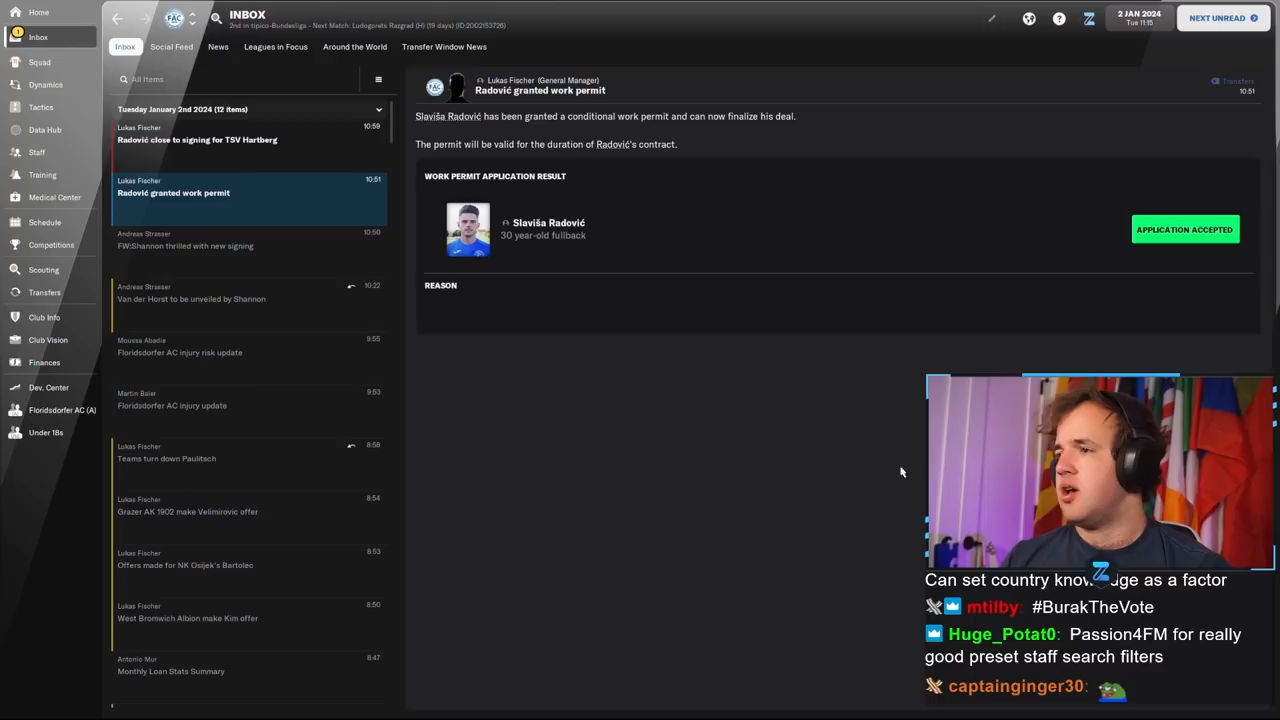 Home
Inbox
Squad
Dynamics
Tactics
Data Hub
Staff
Training
Medical Center
Schedule
Competitions
Scouting
Transfers
Club Info
Club Vision
Finances
Dev. Center
Floridsdorfer AC (A)
Under 18s
1
FAC
INBOX
2nd in tipico-Bundesliga - Next Match: Ludogorets Razgrad (H) (19 days) (ID:2002153726)
2 JAN 2024
Tue 11:15
NEXT UNREAD
Inbox Social Feed News Leagues in Focus Around the World Transfer Window News
All Items
Tuesday January 2nd 2024 (12 items)
Lukas Fischer 10:59
Radović close to signing for TSV Hartberg
Lukas Fischer 10:51
Radović granted work permit
Andreas Strasser 10:50
FW:Shannon thrilled with new signing
Andreas Strasser 10:22
Van der Horst to be unveiled by Shannon
Moussa Abadie 9:55
Floridsdorfer AC injury risk update
Martin Baier 9:53
Floridsdorfer AC injury update
Lukas Fischer 8:58
Teams turn down Paulitsch
Lukas Fischer 8:54
Grazer AK 1902 make Velimirovic offer
Lukas Fischer 8:53
Offers made for NK Osijek's Bartolec
Lukas Fischer 8:50
West Bromwich Albion make Kim offer
Antonio Mur 8:47
Monthly Loan Stats Summary
FAC
Lukas Fischer (General Manager)
Radović granted work permit
Transfers
10:51
Slaviša Radović has been granted a conditional work permit and can now finalize his deal.
The permit will be valid for the duration of Radović's contract.
WORK PERMIT APPLICATION RESULT
Slaviša Radović
30 year-old fullback
APPLICATION ACCEPTED
REASON
Can set country knowledge as a factor
mtilby: #BurakTheVote
Huge_Potat0: Passion4FM for really
good preset staff search filters
captainginger30: